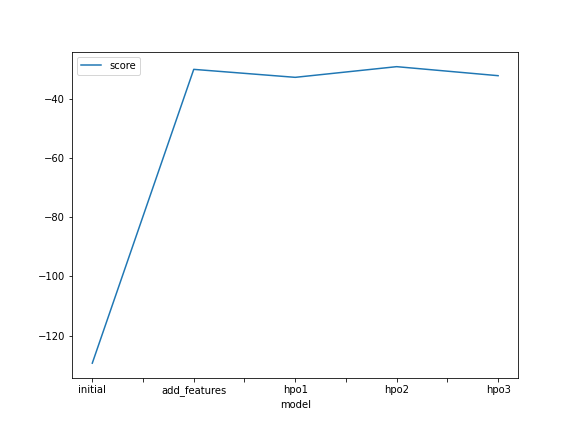 score
−40
−60
−80
−100
−120
initial add_features hpo1 hpo2 hpo3
model